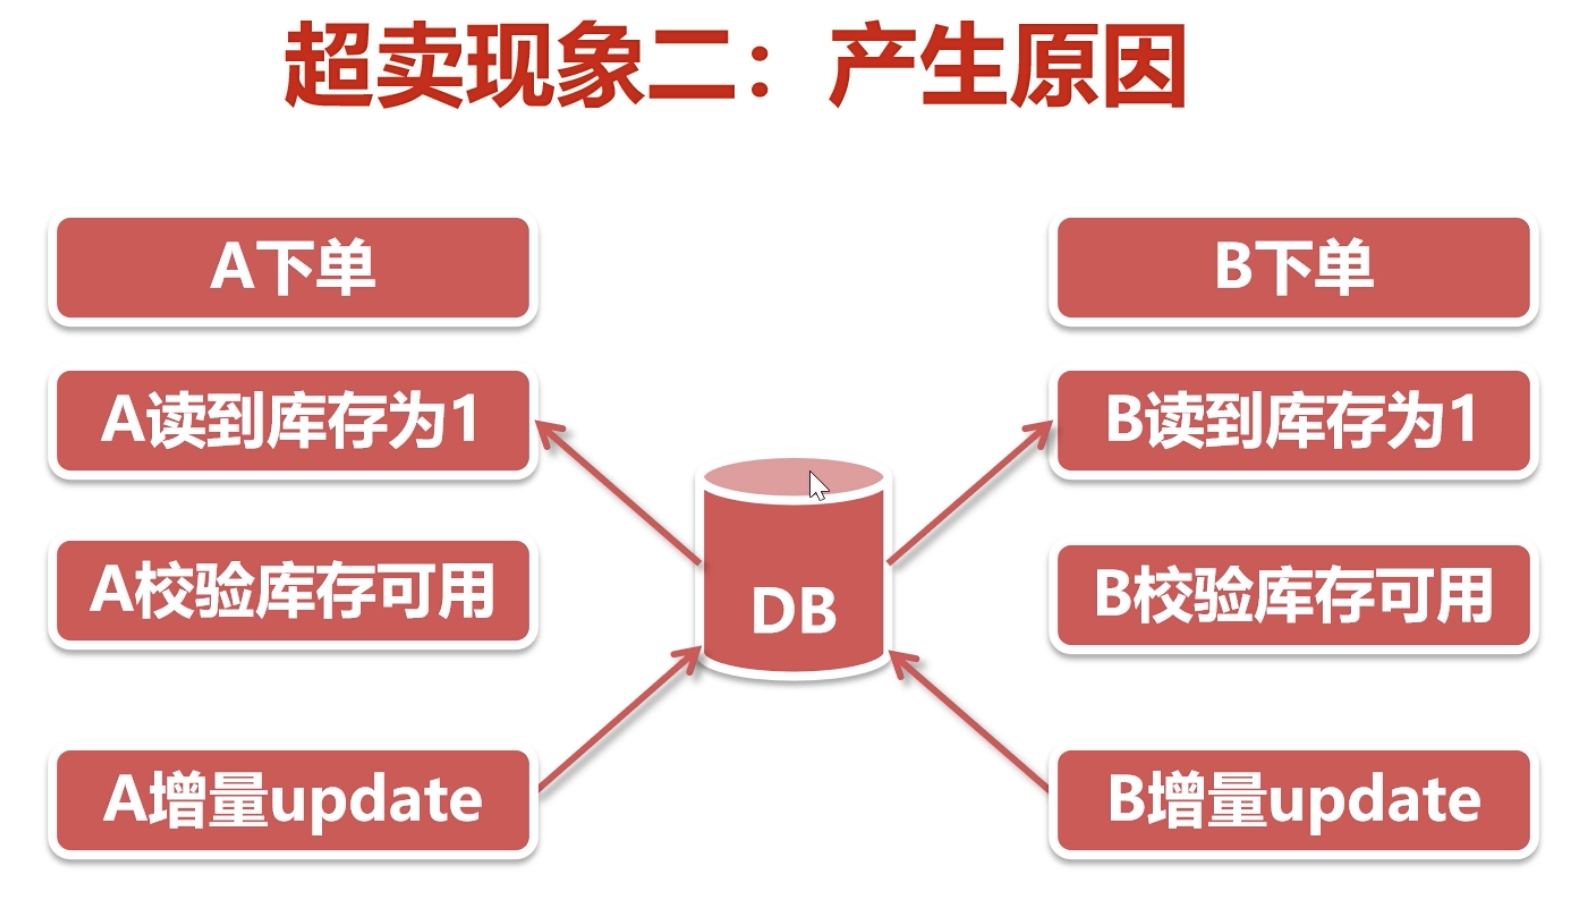 超卖现象二：产生原因
A下单
B下单
A读到库存为1
B读到库存为1
A校验库存可用
B校验库存可用
DB
A增量update
B增量update